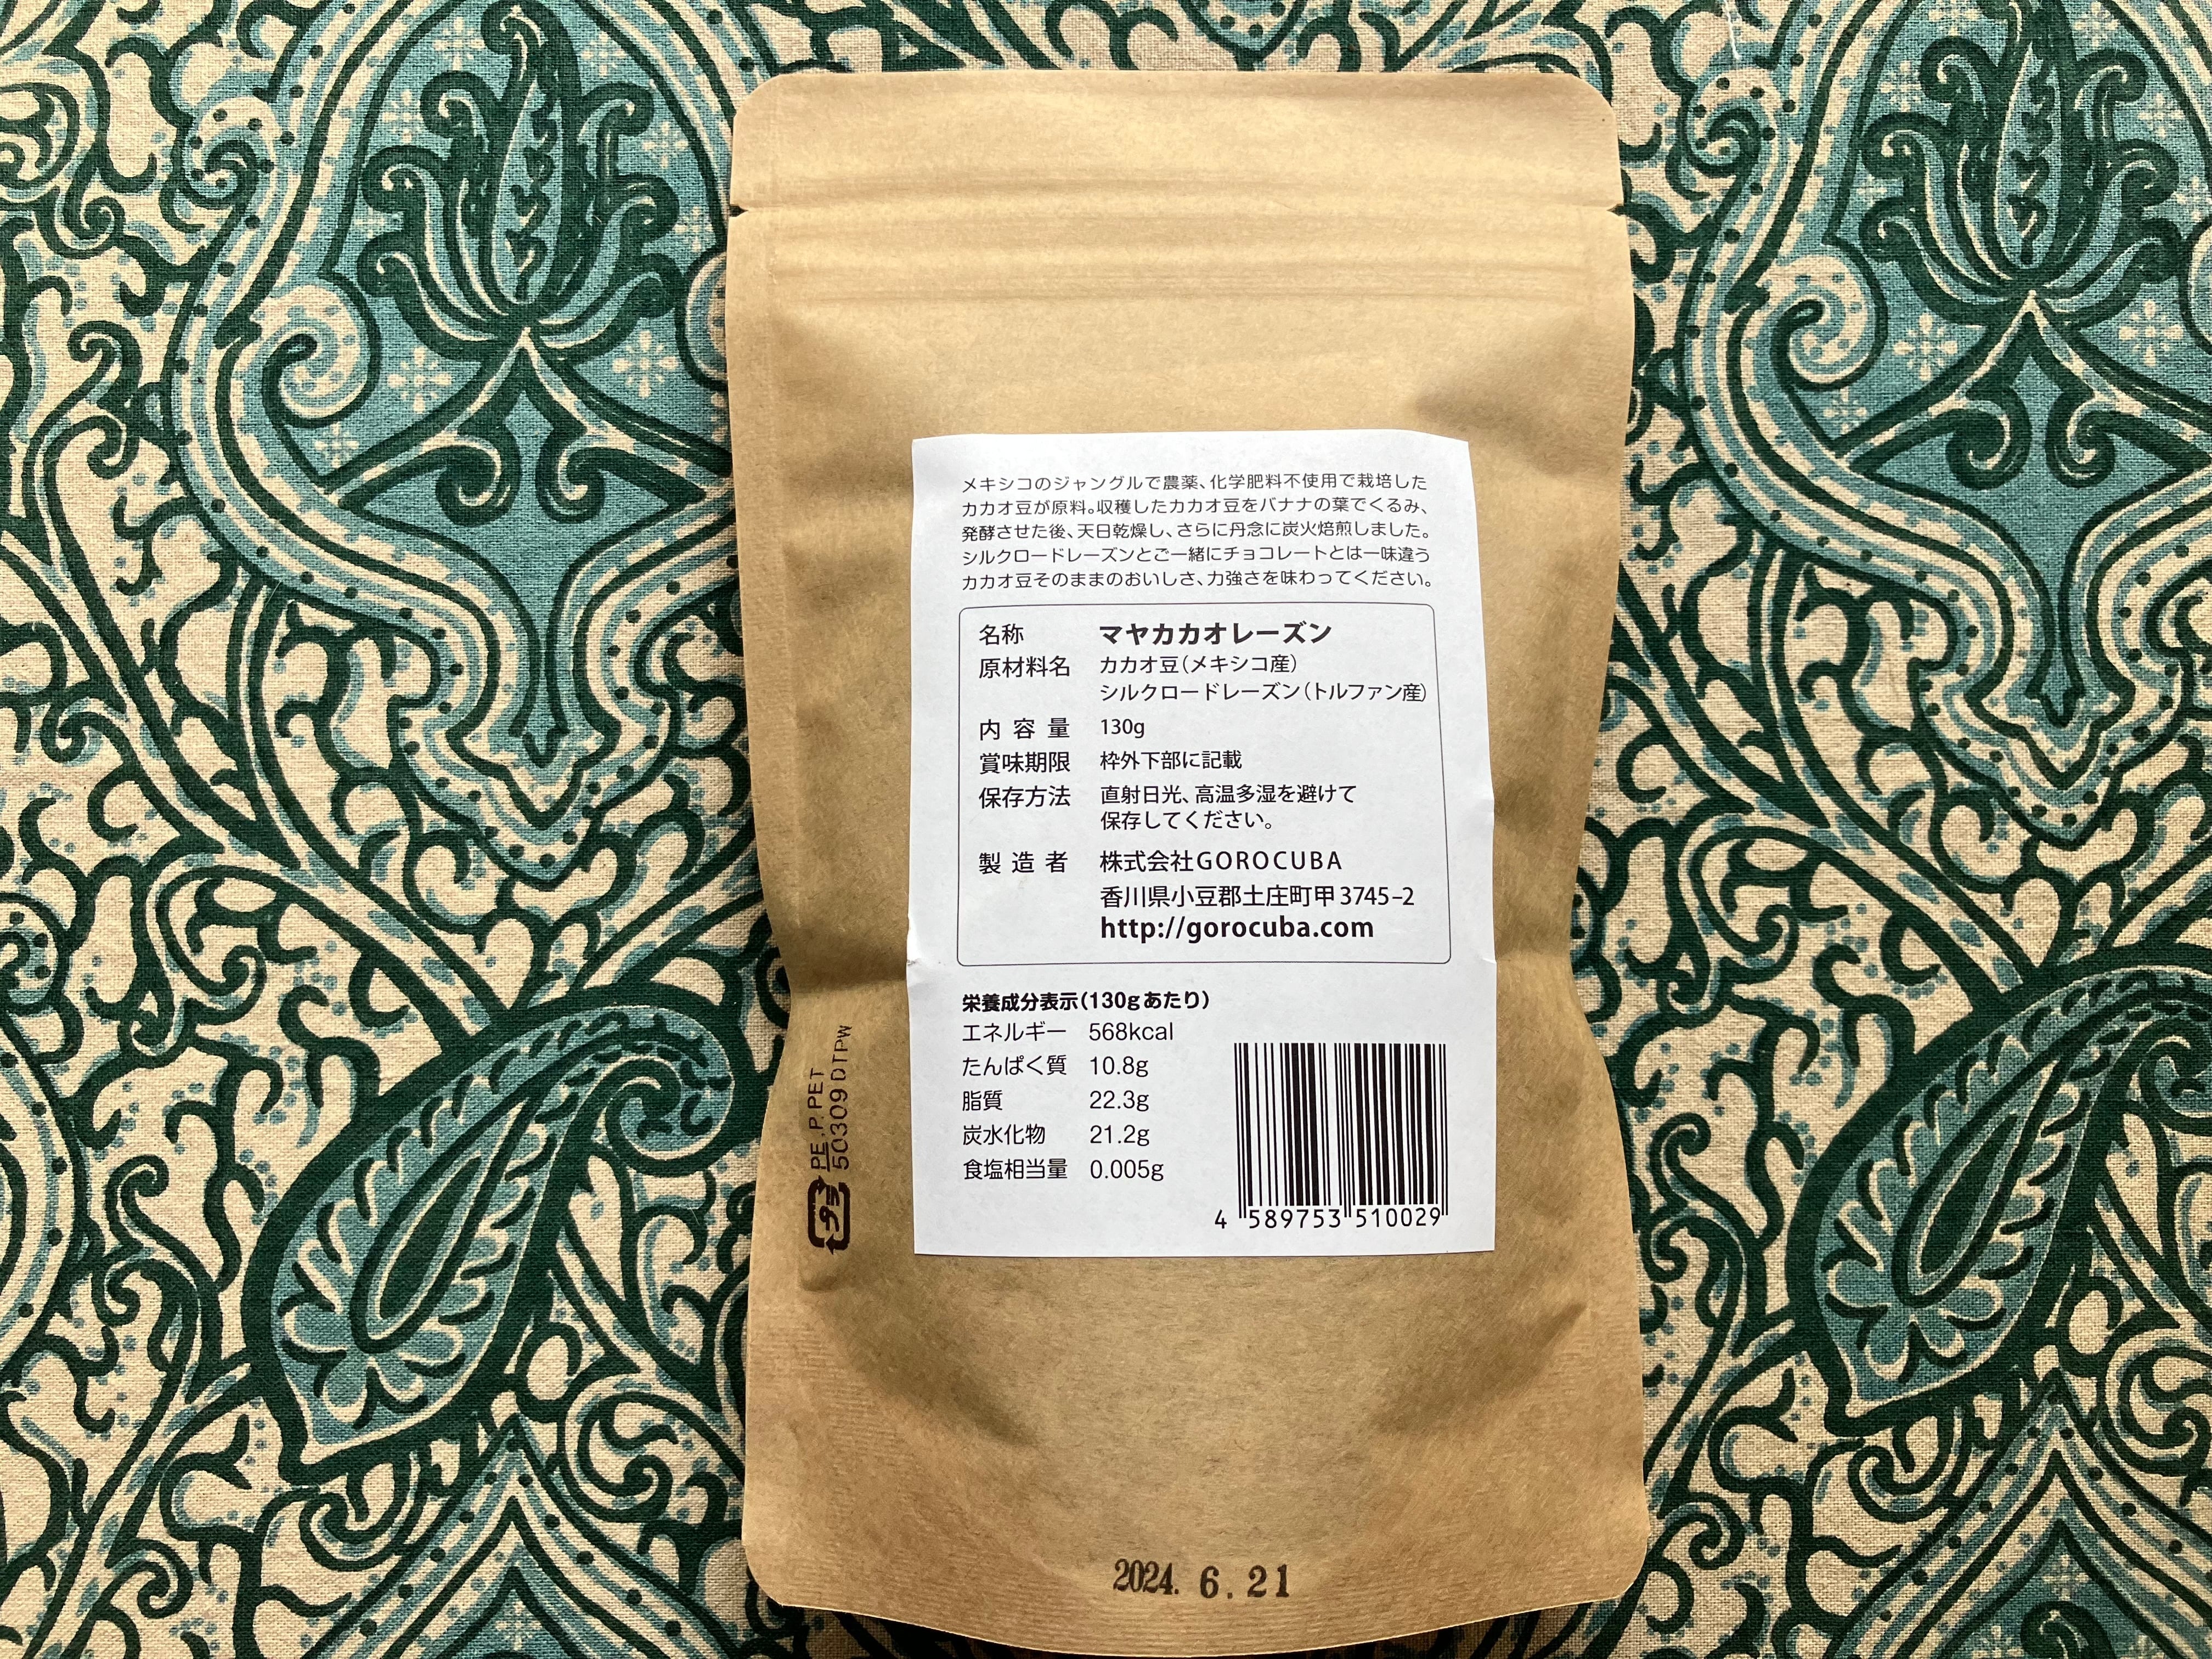 メキシコのジャングルで農薬、化学肥料不使用で栽培した
カカオ豆が原料。収穫したカカオ豆をバナナの葉でくるみ、
発酵させた後、天日乾燥し、さらに丹念に炭火焙煎しました。
シルクロードレーズンとご一緒にチョコレートとは一味違う
カカオ豆そのままのおいしさ、力強さを味わってください。
名称 マヤカカオレーズン
原材料名 カカオ豆（メキシコ産）
シルクロードレーズン（トルファン産）
内容量 130g
賞味期限 枠外下部に記載
保存方法 直射日光、高温多湿を避けて
保存してください。
製造者 株式会社GOROCUBA
香川県小豆郡土庄町甲3745-2
http://gorocuba.com
栄養成分表示（130gあたり）
エネルギー 568kcal
たんぱく質 10.8g
脂質 22.3g
炭水化物 21.2g
食塩相当量 0.005g
4 589753 510029
プラ PE.P.PET
50309DTPW
2024. 6.21